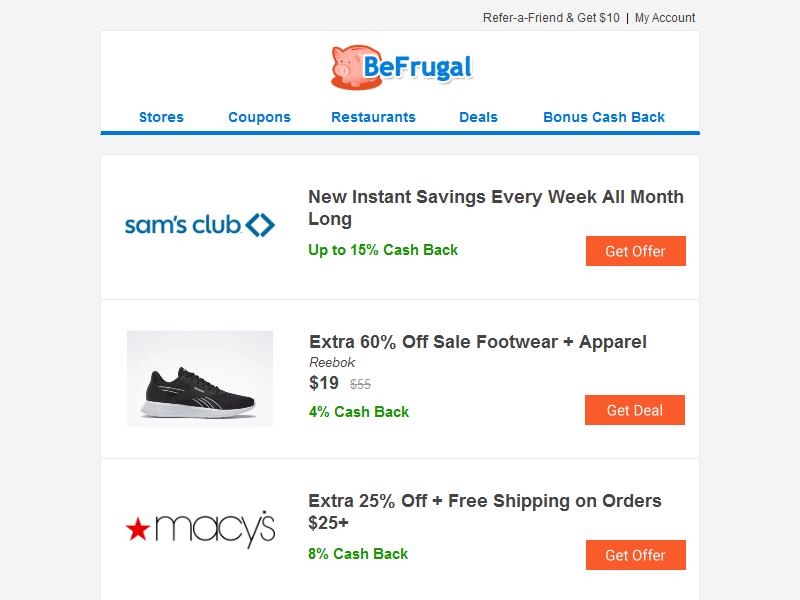 Refer-a-Friend & Get $10 | My Account
BeFrugal
Stores Coupons Restaurants Deals Bonus Cash Back
sam's club
New Instant Savings Every Week All Month
Long
Up to 15% Cash Back
Get Offer
Extra 60% Off Sale Footwear + Apparel
Reebok
$19 $55
4% Cash Back
Get Deal
macy's
Extra 25% Off + Free Shipping on Orders
$25+
8% Cash Back
Get Offer